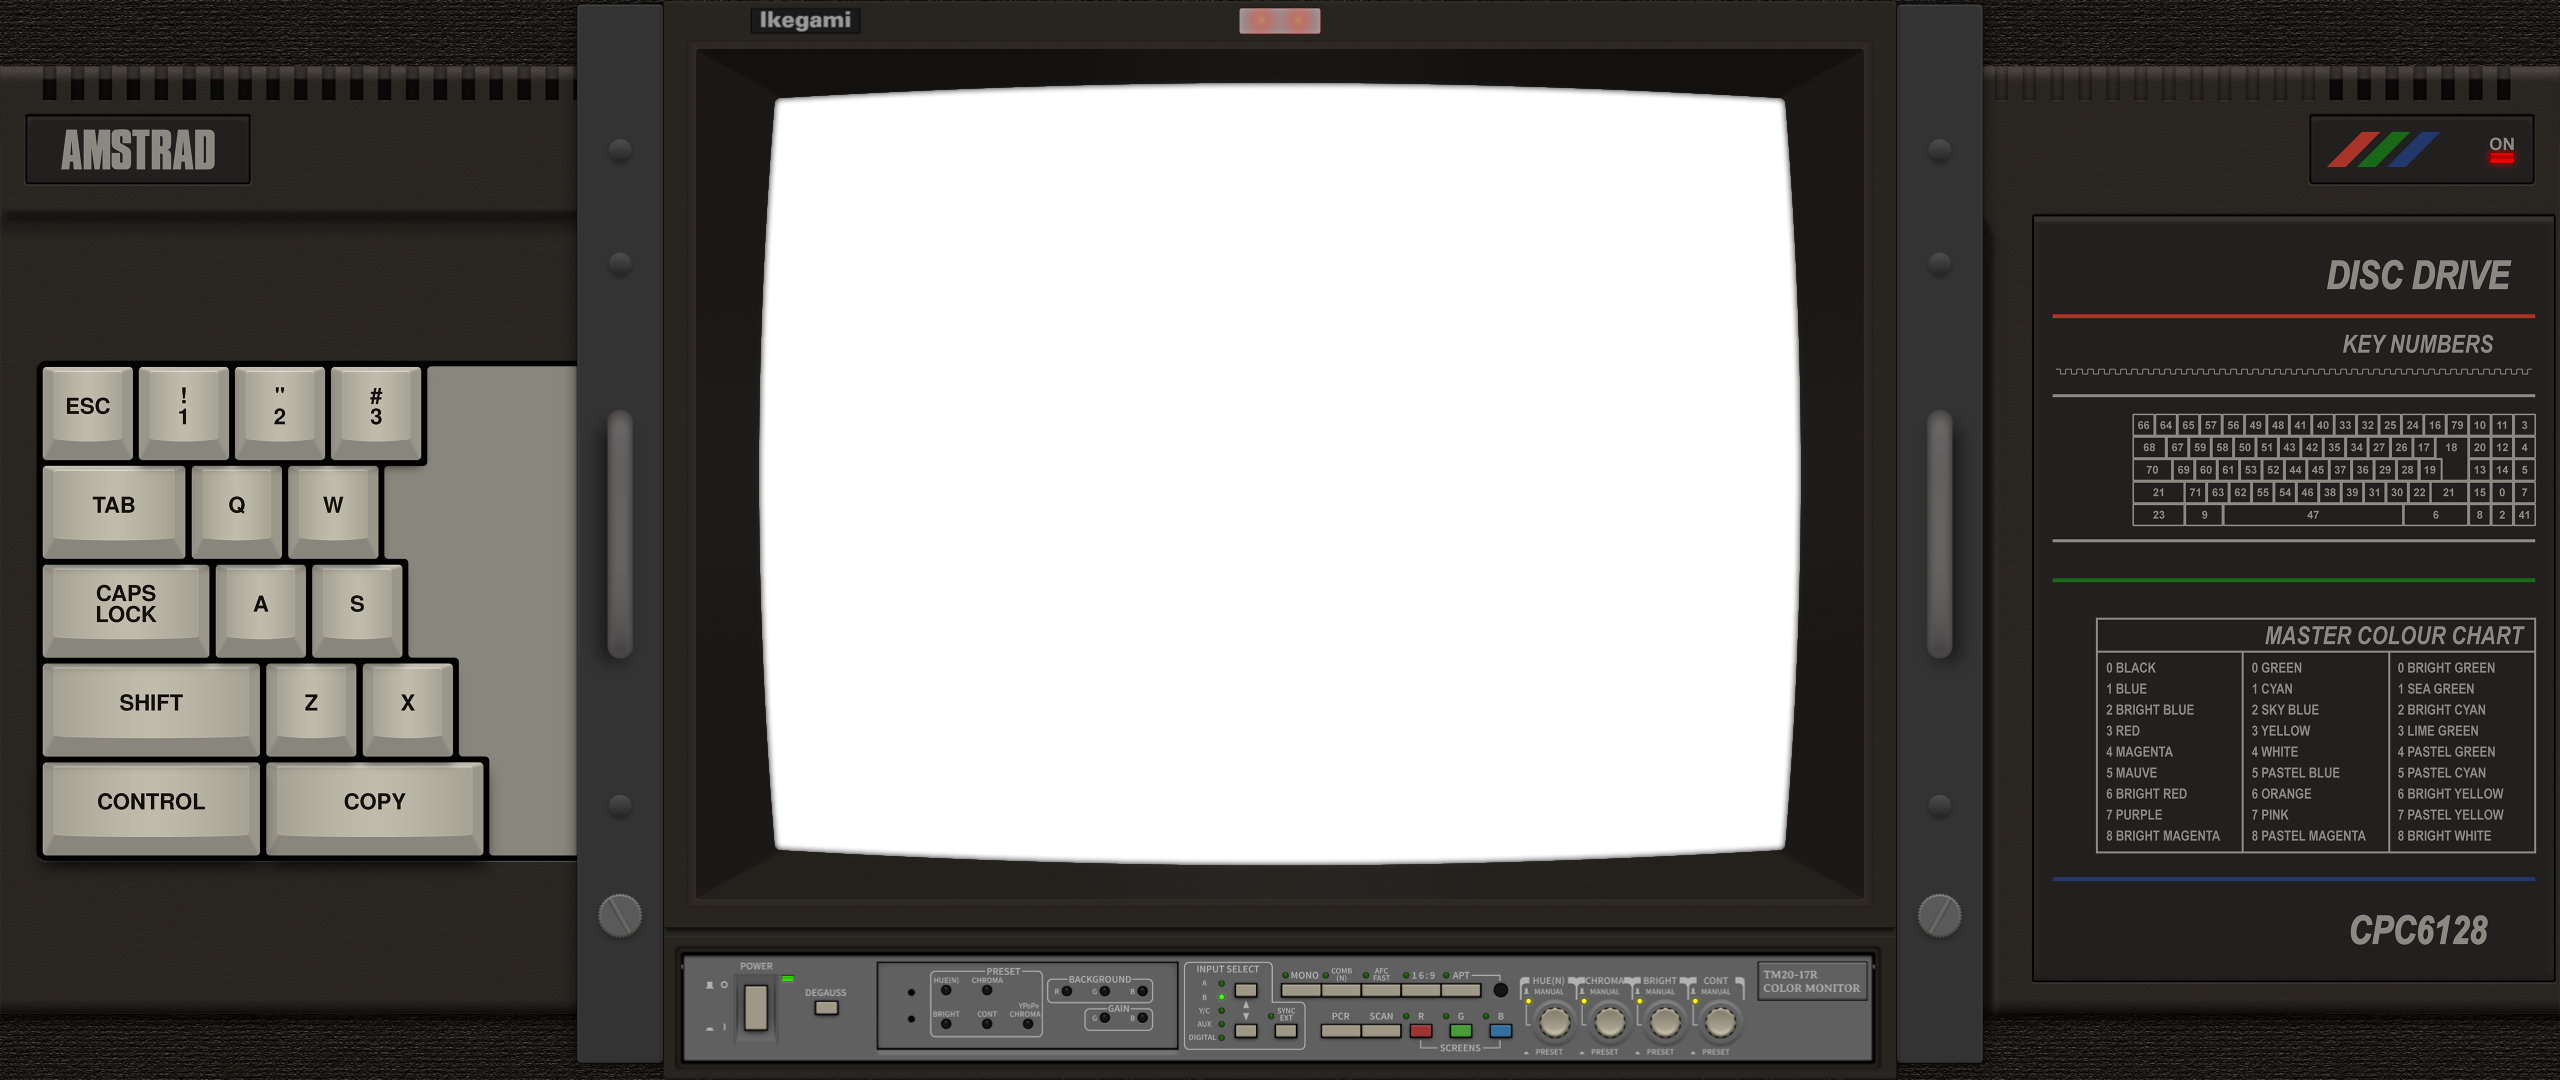 Ikegami
AMSTRAD
ON
DISC DRIVE
KEY NUMBERS
66 64 65 57 56 49 48 41 40 33 32 25 24 16 79 10 11 3
68 67 59 58 50 51 43 42 35 34 27 26 17 18 20 12 4
70 69 60 61 53 52 44 45 37 36 29 28 19 13 14 5
21 71 63 62 55 54 46 38 39 31 30 22 21 15 0 7
23 9 47 6 8 2 41
MASTER COLOUR CHART
0 BLACK 0 GREEN 0 BRIGHT GREEN
1 BLUE 1 CYAN 1 SEA GREEN
2 BRIGHT BLUE 2 SKY BLUE 2 BRIGHT CYAN
3 RED 3 YELLOW 3 LIME GREEN
4 MAGENTA 4 WHITE 4 PASTEL GREEN
5 MAUVE 5 PASTEL BLUE 5 PASTEL CYAN
6 BRIGHT RED 6 ORANGE 6 BRIGHT YELLOW
7 PURPLE 7 PINK 7 PASTEL YELLOW
8 BRIGHT MAGENTA 8 PASTEL MAGENTA 8 BRIGHT WHITE
CPC6128
ESC ! 1 " 2 # 3
TAB Q W
CAPS LOCK A S
SHIFT Z X
CONTROL COPY
POWER
DEGAUSS
PRESET
HUE(N) CHROMA
BRIGHT CONT YPBPR CHROMA
BACKGROUND
R G B
GAIN
G B
INPUT SELECT
A
B
Y/C
AUX
DIGITAL
SYNC EXT
MONO COMB (N) AFC FAST 16:9 APT
PCR SCAN R G B
SCREENS
HUE(N) CHROMA BRIGHT CONT
MANUAL MANUAL MANUAL MANUAL
PRESET PRESET PRESET PRESET
TM20-17R
COLOR MONITOR